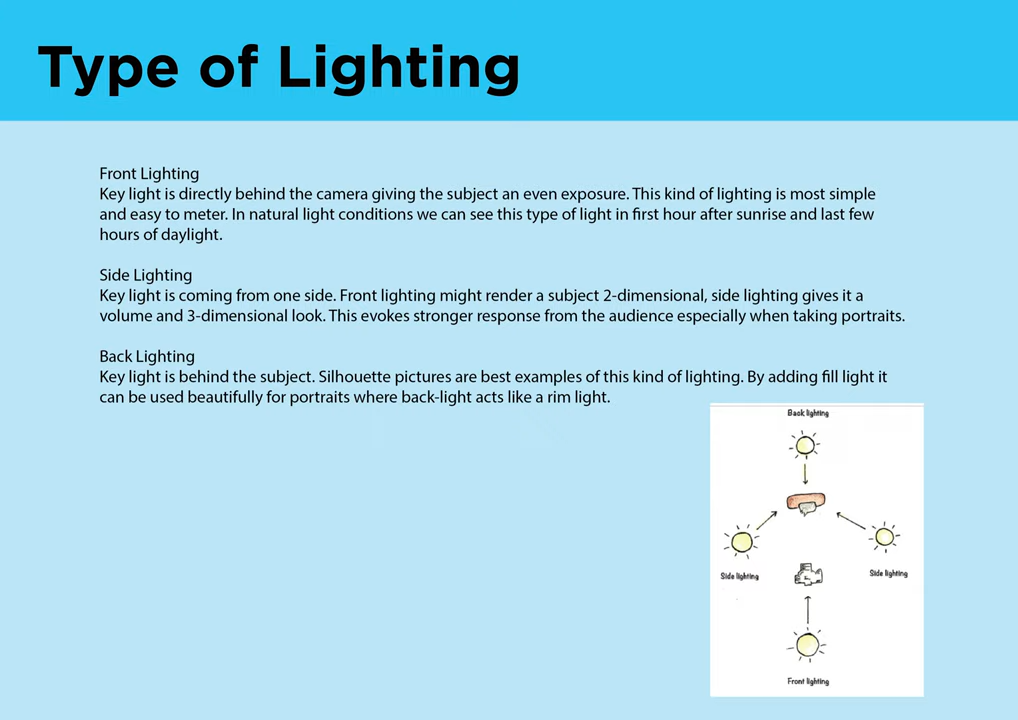 Type of Lighting
Front Lighting
Key light is directly behind the camera giving the subject an even exposure. This kind of lighting is most simple
and easy to meter. In natural light conditions we can see this type of light in first hour after sunrise and last few
hours of daylight.
Side Lighting
Key light is coming from one side. Front lighting might render a subject 2-dimensional, side lighting gives it a
volume and 3-dimensional look. This evokes stronger response from the audience especially when taking portraits.
Back Lighting
Key light is behind the subject. Silhouette pictures are best examples of this kind of lighting. By adding fill light it
can be used beautifully for portraits where back-light acts like a rim light.
Back lighting
Side lighting
Side lighting
Front lighting